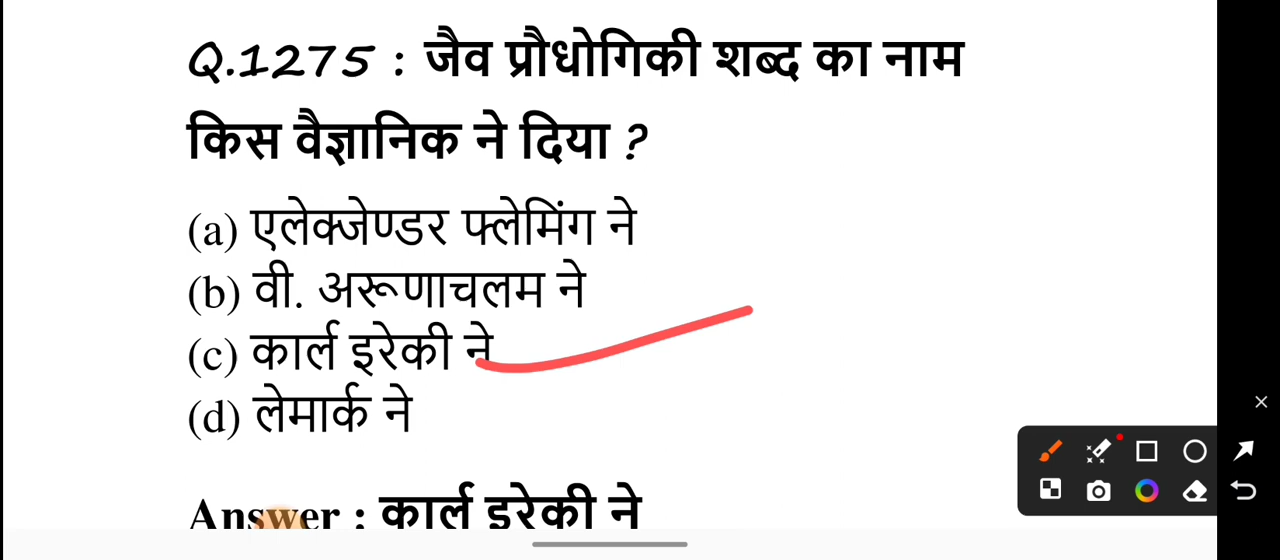 Q.1275 : जैव प्रौधोगिकी शब्द का नाम
किस वैज्ञानिक ने दिया ?
(a) एलेक्जेण्डर फ्लेमिंग ने
(b) वी. अरूणाचलम ने
(c) कार्ल इरेकी ने
(d) लेमार्क ने
Answer : कार्ल इरेकी ने